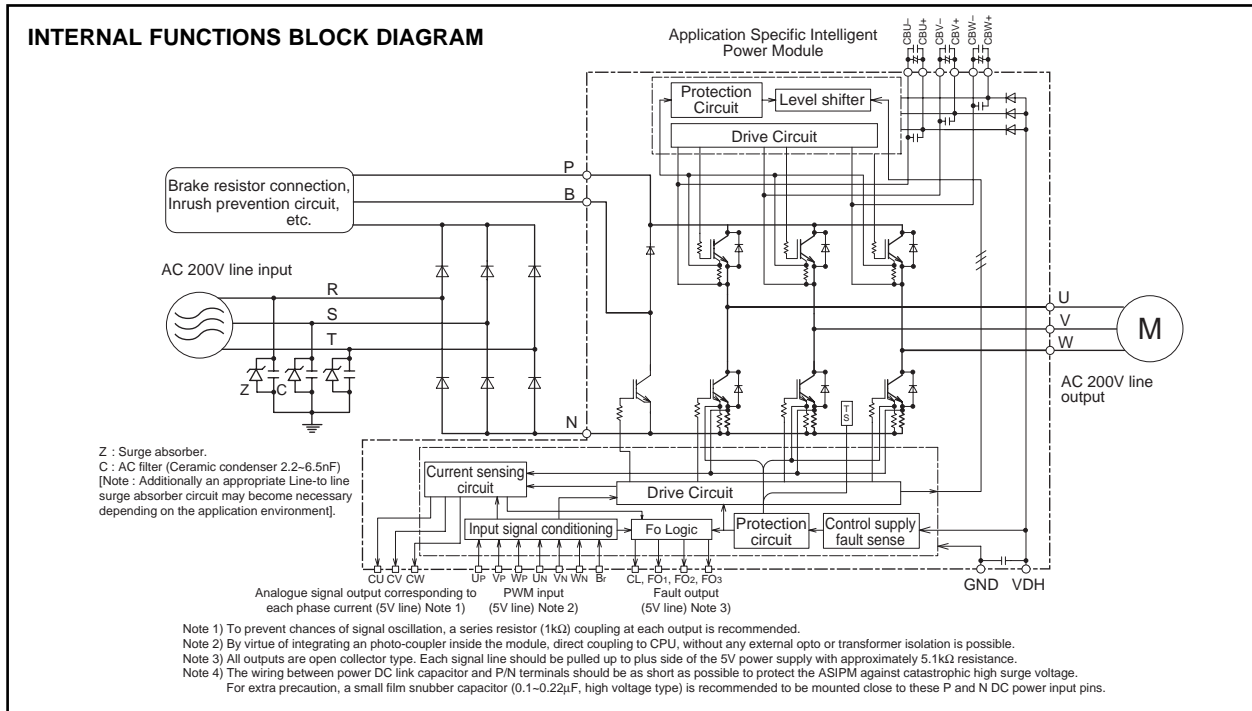 INTERNAL FUNCTIONS BLOCK DIAGRAM
Application Specific Intelligent
Power Module
CBU–
CBU+
CBV–
CBV+
CBW–
CBW+
Protection
Circuit
Level shifter
Drive Circuit
P
B
Brake resistor connection,
Inrush prevention circuit,
etc.
AC 200V line input
R
S
T
Z
C
N
U
V
W
M
AC 200V line
output
T
S
Z : Surge absorber.
C : AC filter (Ceramic condenser 2.2~6.5nF)
[Note : Additionally an appropriate Line-to line
surge absorber circuit may become necessary
depending on the application environment].
Current sensing
circuit
Drive Circuit
Input signal conditioning
Fo Logic
Protection
circuit
Control supply
fault sense
CU CV CW
UP VP WP UN VN WN Br
CL, FO1, FO2, FO3
GND VDH
Analogue signal output corresponding to
each phase current (5V line) Note 1)
PWM input
(5V line) Note 2)
Fault output
(5V line) Note 3)
Note 1) To prevent chances of signal oscillation, a series resistor (1kΩ) coupling at each output is recommended.
Note 2) By virtue of integrating an photo-coupler inside the module, direct coupling to CPU, without any external opto or transformer isolation is possible.
Note 3) All outputs are open collector type. Each signal line should be pulled up to plus side of the 5V power supply with approximately 5.1kΩ resistance.
Note 4) The wiring between power DC link capacitor and P/N terminals should be as short as possible to protect the ASIPM against catastrophic high surge voltage.
For extra precaution, a small film snubber capacitor (0.1~0.22μF, high voltage type) is recommended to be mounted close to these P and N DC power input pins.